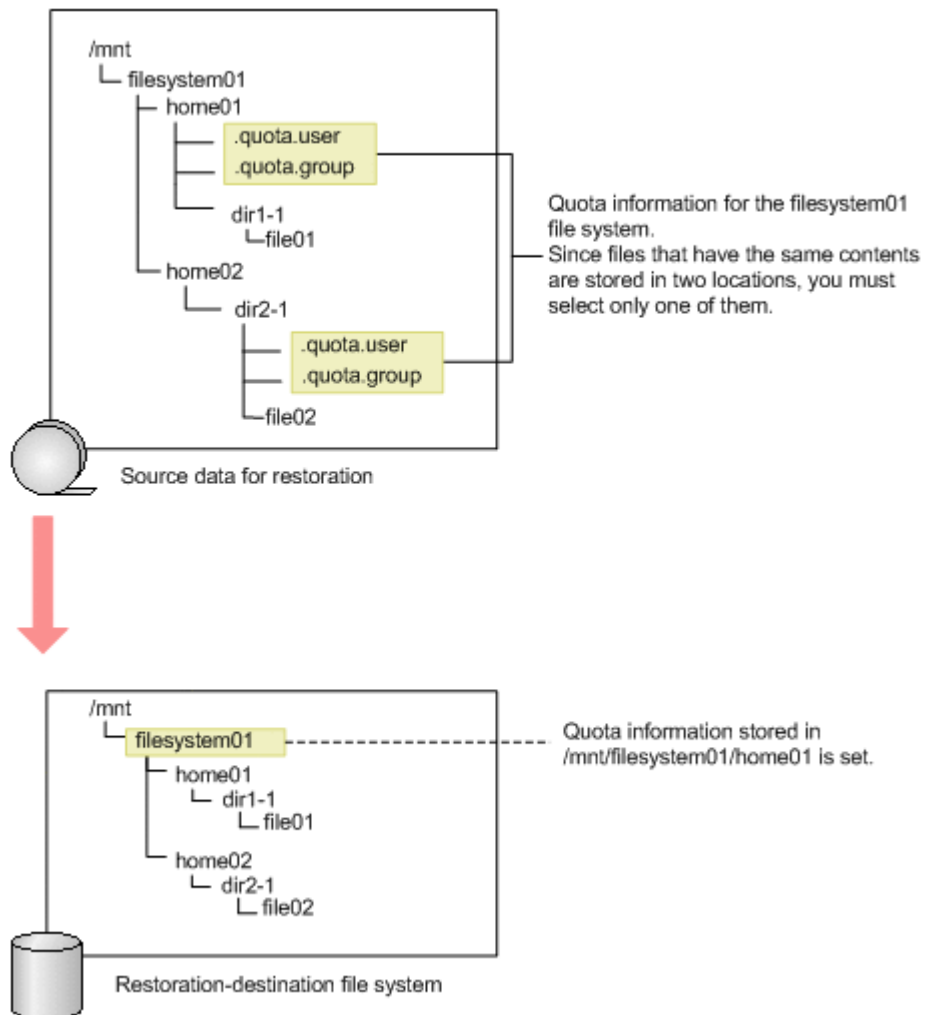 /mnt
filesystem01
home01
.quota.user
.quota.group
dir1-1
file01
home02
dir2-1
.quota.user
.quota.group
file02
Quota information for the filesystem01
file system.
Since files that have the same contents
are stored in two locations, you must
select only one of them.
Source data for restoration
/mnt
filesystem01
home01
dir1-1
file01
home02
dir2-1
file02
Quota information stored in
/mnt/filesystem01/home01 is set.
Restoration-destination file system